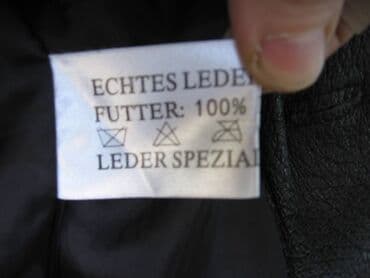 ECHTES LEDE
FUTTER: 100%
LEDER SPEZIAL